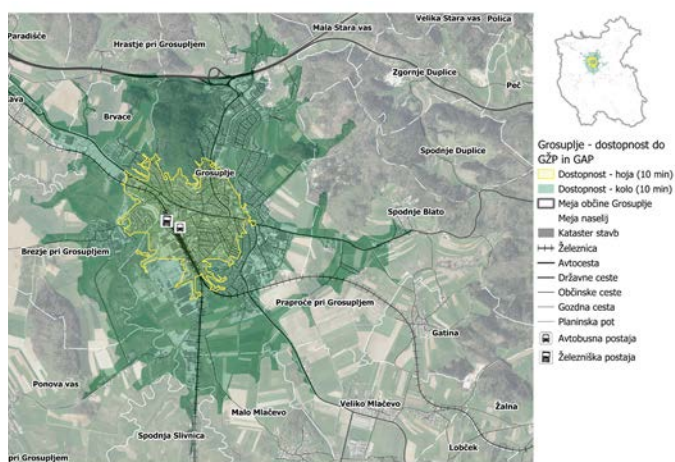 Velika Stara vas
Polica
Mala Stara vas
Paradišče
Hrastje pri Grosupljem
Zgornje Duplice
Peč
Brvace
Spodnje Duplice
Grosuplje
Spodnje Blato
Brezje pri Grosupljem
Praproče pri Grosupljem
Gatina
Ponova vas
Malo Mlačevo
Veliko Mlačevo
Žalna
Spodnja Slivnica
Lobček
pri Grosupljem
Grosuplje - dostopnost do
GŽP in GAP
Dostopnost - hoja (10 min)
Dostopnost - kolo (10 min)
Meja občine Grosuplje
Meja naselij
Kataster stavb
Železnica
Avtocesta
Državne ceste
Občinske ceste
Gozdna cesta
Planinska pot
Avtobusna postaja
Železniška postaja